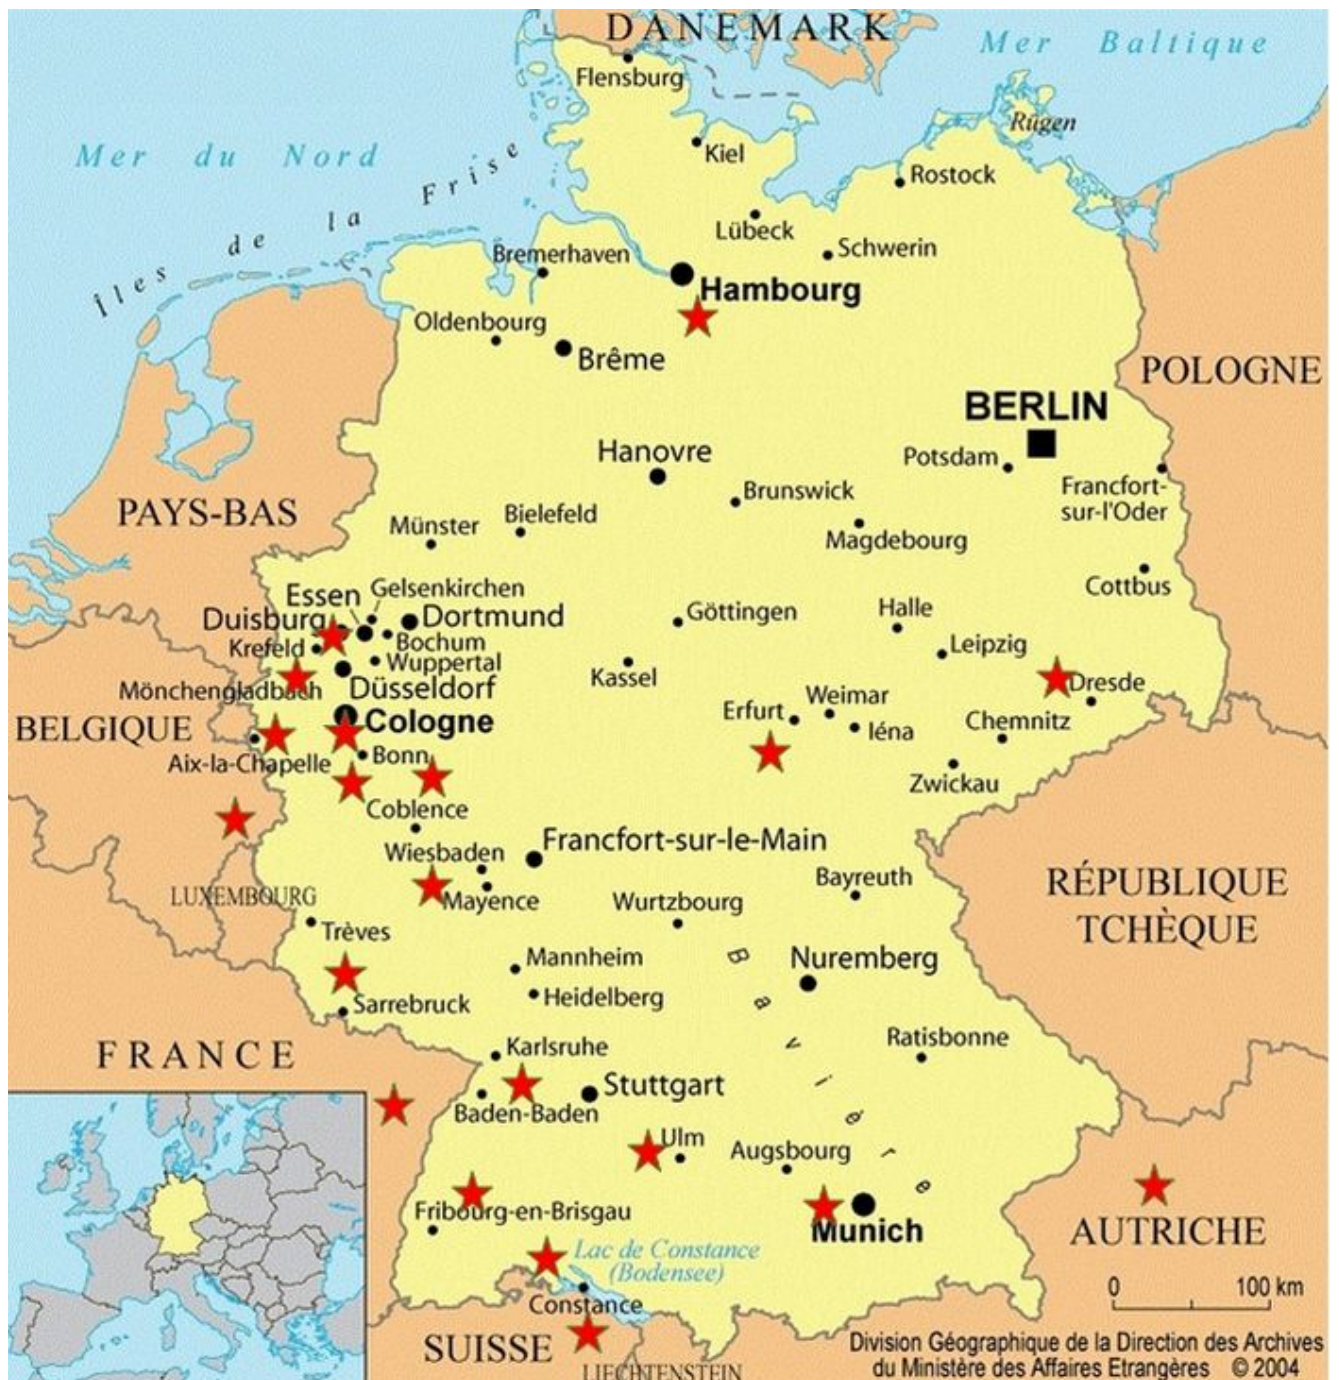 DANEMARK
Mer Baltique
Flensburg
Rügen
Mer du Nord
Kiel
Îles de la Frise
Rostock
Lübeck
Schwerin
Bremerhaven
Hambourg
Oldenbourg
Brême
POLOGNE
BERLIN
Hanovre
Potsdam
Brunswick
Francfort-
sur-l'Oder
PAYS-BAS
Münster
Bielefeld
Magdebourg
Cottbus
Essen
Gelsenkirchen
Duisburg
Dortmund
Göttingen
Halle
Krefeld
Bochum
Leipzig
Wuppertal
Kassel
Mönchengladbach
Düsseldorf
Dresde
Weimar
Erfurt
BELGIQUE
Cologne
Iéna
Chemnitz
Aix-la-Chapelle
Bonn
Zwickau
Coblence
Francfort-sur-le-Main
Wiesbaden
Bayreuth
RÉPUBLIQUE
TCHÈQUE
LUXEMBOURG
Mayence
Wurtzbourg
Trèves
Mannheim
Nuremberg
Bavière
Heidelberg
Sarrebruck
Ratisbonne
FRANCE
Karlsruhe
Stuttgart
Baden-Baden
Ulm
Augsbourg
Fribourg-en-Brisgau
Munich
AUTRICHE
Lac de Constance
(Bodensee)
0 100 km
Constance
SUISSE
LIECHTENSTEIN
Division Géographique de la Direction des Archives
du Ministère des Affaires Etrangères © 2004